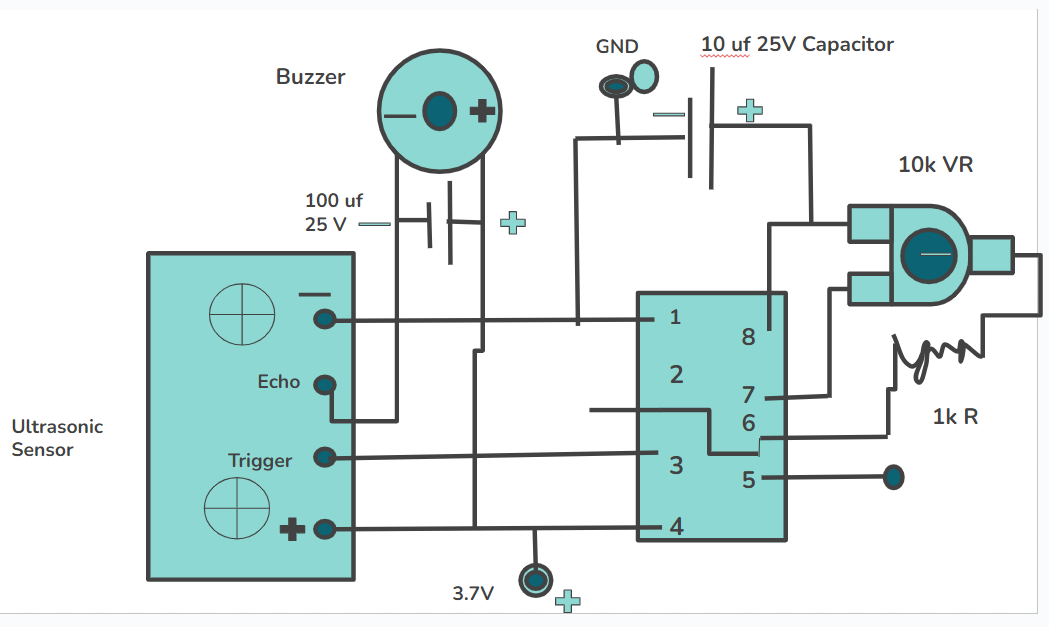 GND
10 uf 25V Capacitor
Buzzer
10k VR
100 uf
25 V
1
8
2
Echo
7
6
1k R
Ultrasonic
Sensor
Trigger
3
5
4
3.7V